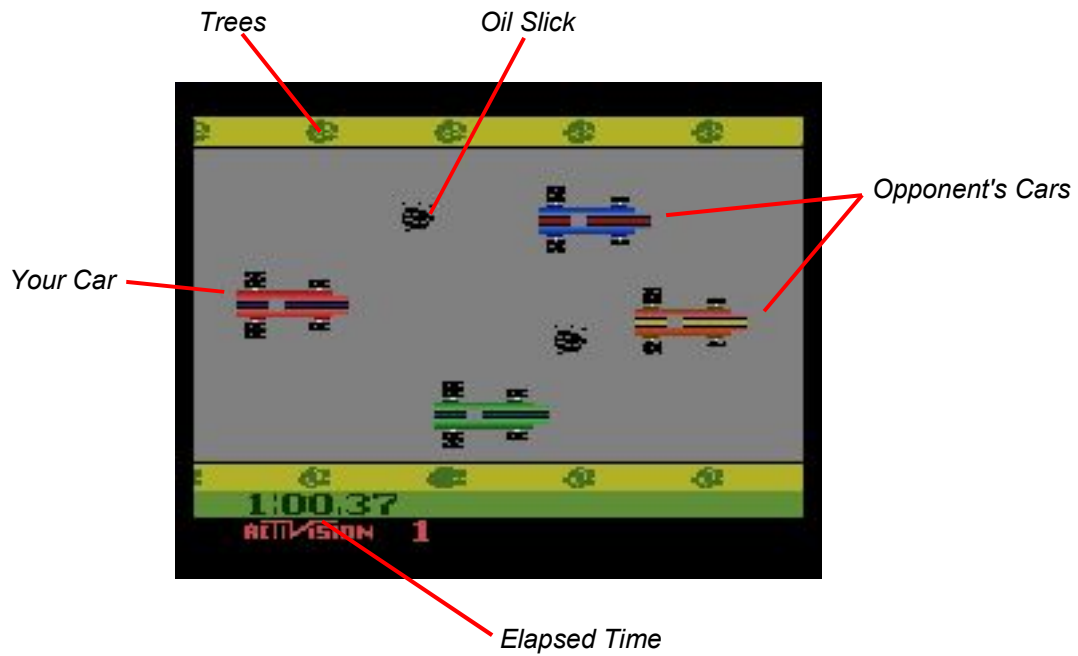 Trees
Oil Slick
Opponent's Cars
Your Car
1:00.37
ACTIVISION 1
Elapsed Time